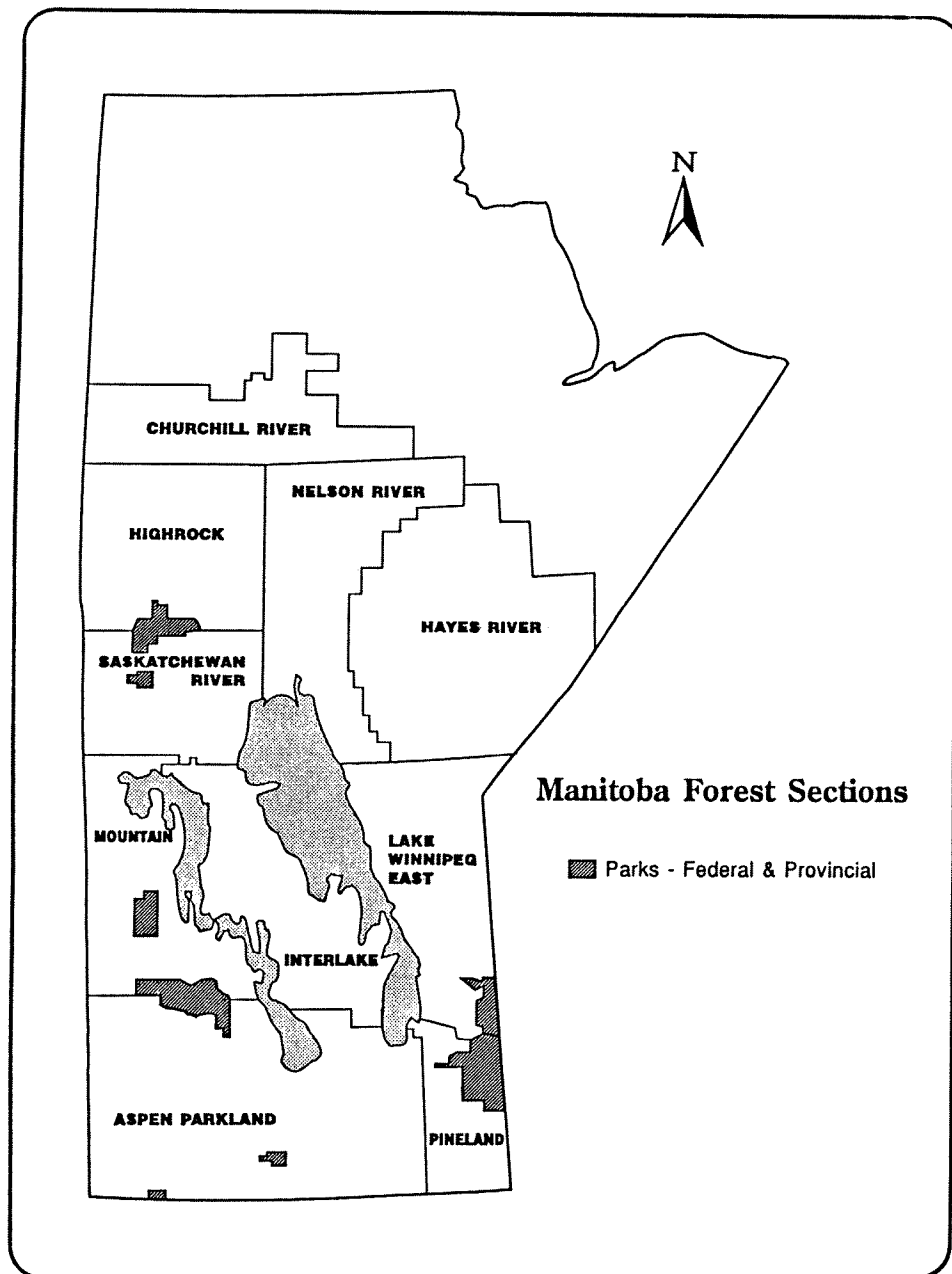 N
CHURCHILL RIVER
NELSON RIVER
HIGHROCK
HAYES RIVER
SASKATCHEWAN
RIVER
Manitoba Forest Sections
MOUNTAIN
LAKE
WINNIPEG
EAST
Parks - Federal & Provincial
INTERLAKE
ASPEN PARKLAND
PINELAND